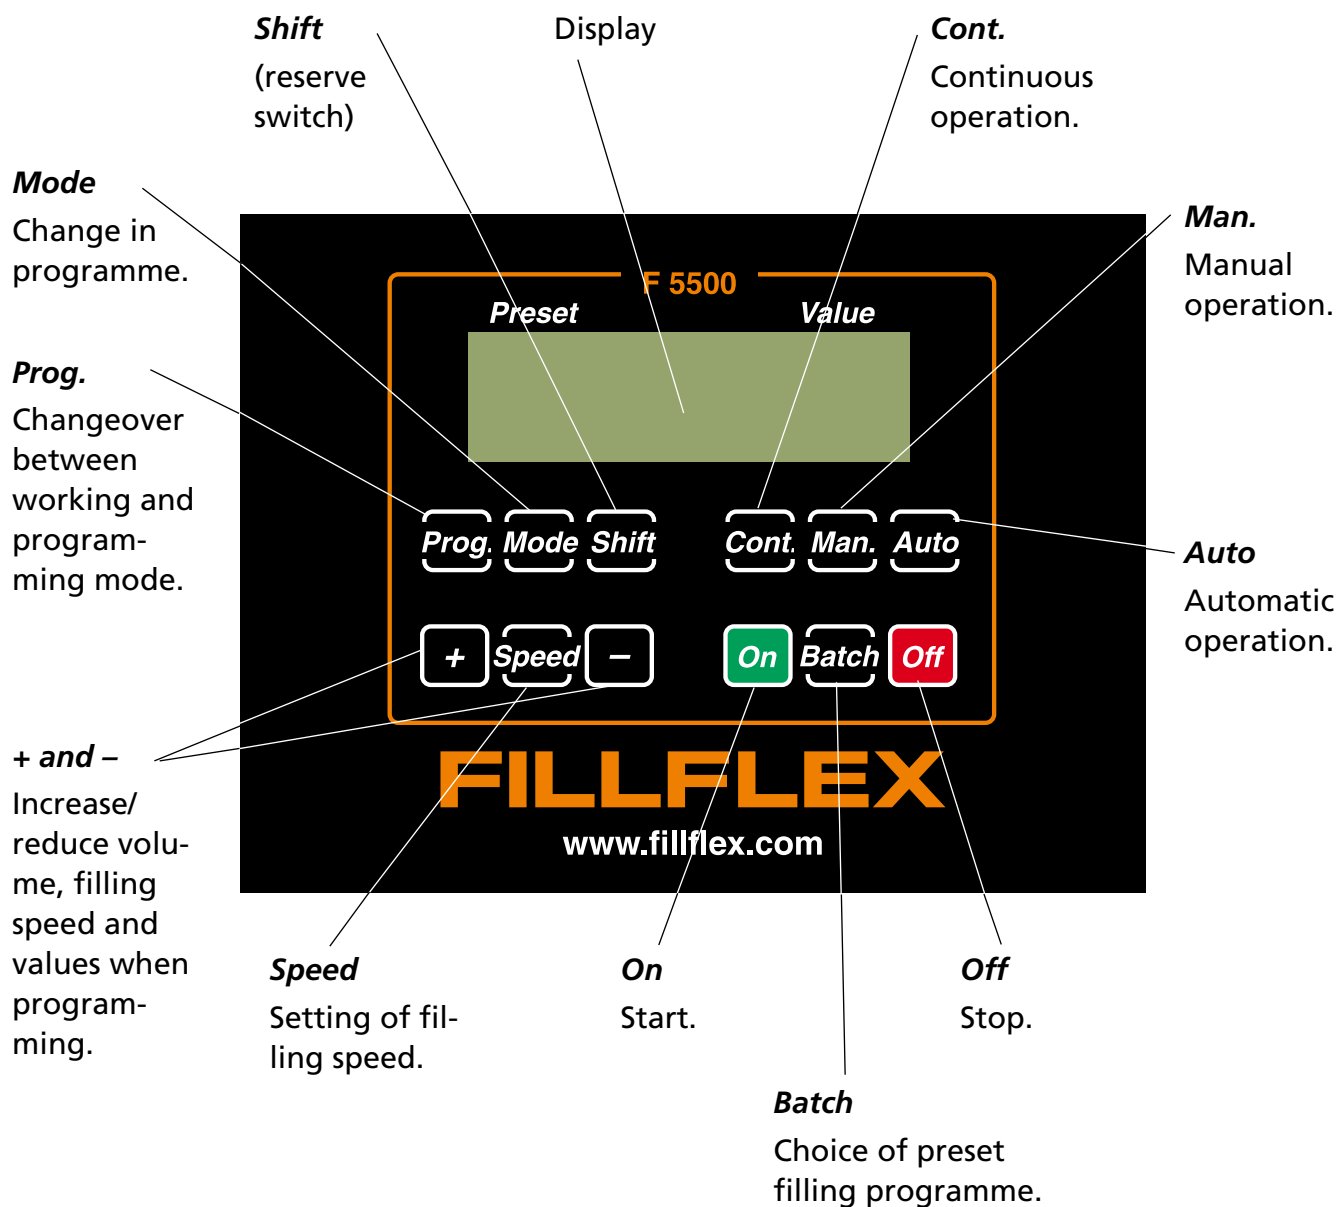 Shift
(reserve
switch)
Display
Cont.
Continuous
operation.
Mode
Change in
programme.
Man.
Manual
operation.
Prog.
Changeover
between
working and
program-
ming mode.
Auto
Automatic
operation.
F 5500
Preset Value
Prog. Mode Shift Cont. Man. Auto
+ Speed – On Batch Off
FILLFLEX
www.fillflex.com
+ and –
Increase/
reduce volu-
me, filling
speed and
values when
program-
ming.
Speed
Setting of fil-
ling speed.
On
Start.
Off
Stop.
Batch
Choice of preset
filling programme.